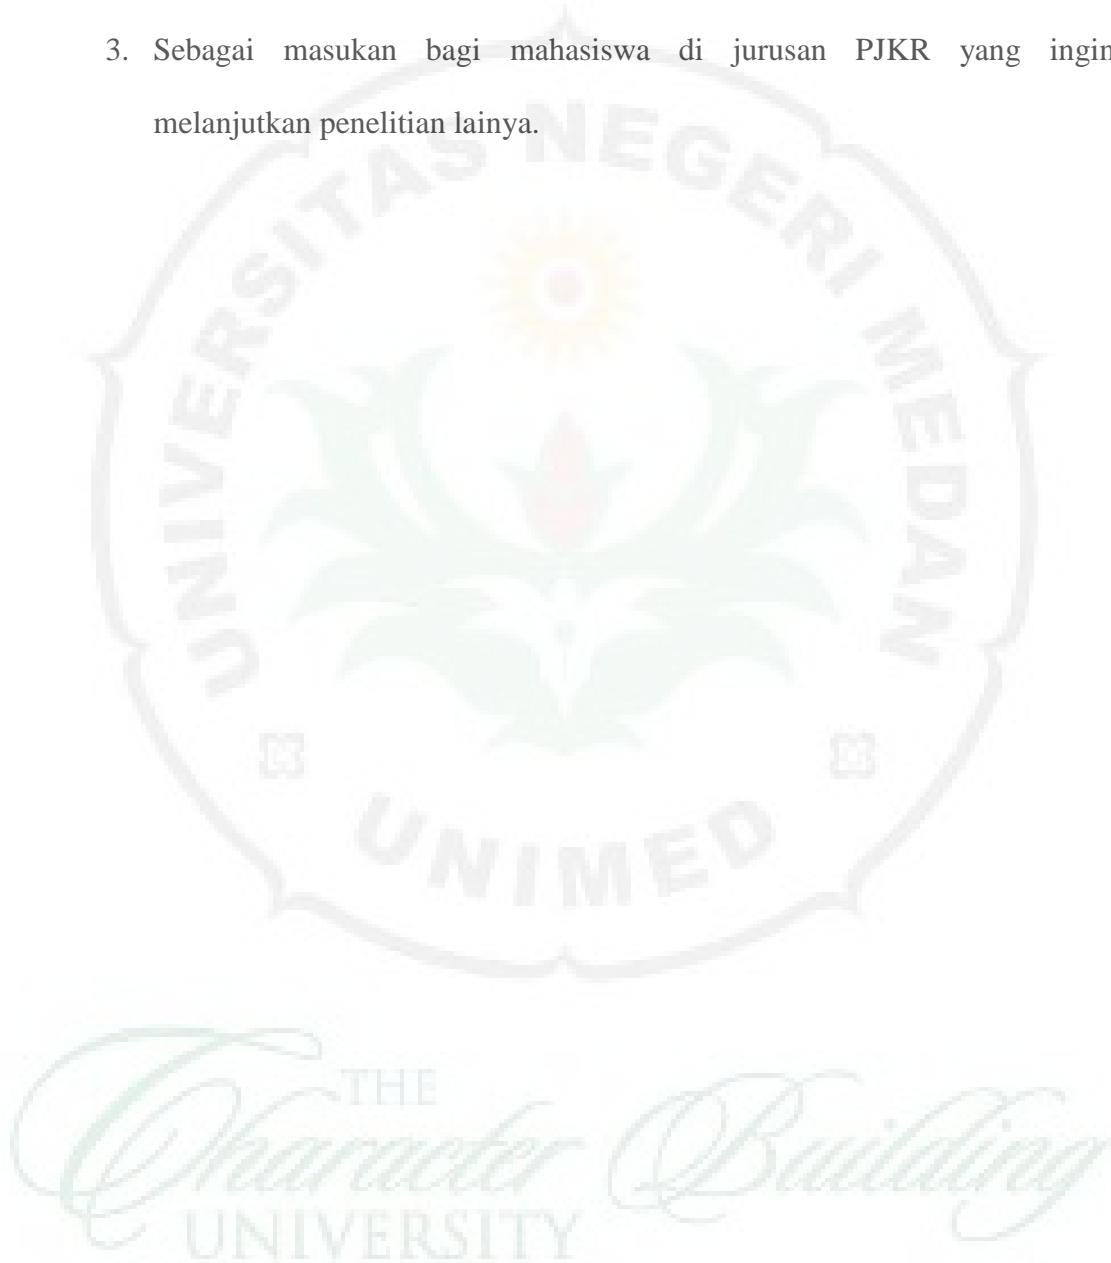 3. Sebagai masukan bagi mahasiswa di jurusan PJKR yang ingin
melanjutkan penelitian lainya.
UNIVERSITAS NEGERI MEDAN
UNIMED
THE
Character Building
UNIVERSITY